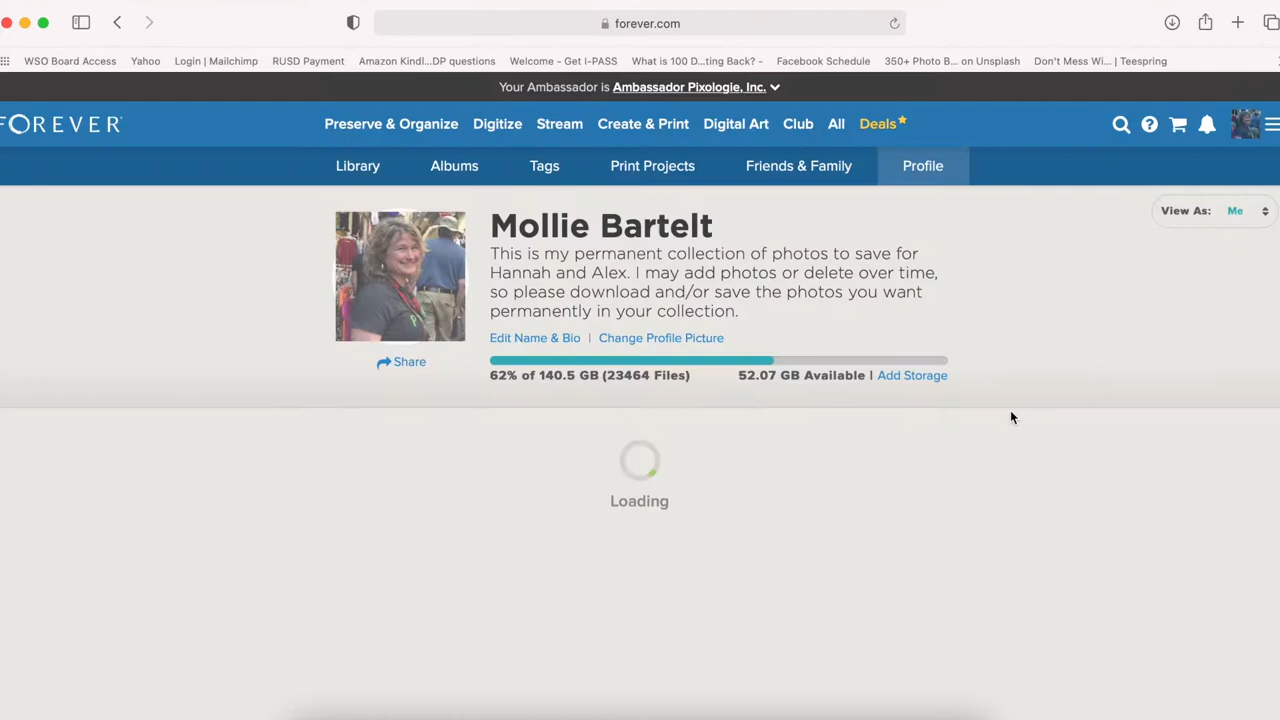 forever.com
WSO Board Access Yahoo Login | Mailchimp RUSD Payment Amazon Kindl...DP questions Welcome - Get I-PASS What is 100 D...ting Back? - Facebook Schedule 350+ Photo B... on Unsplash Don't Mess Wi... | Teespring
Your Ambassador is Ambassador Pixologie, Inc.
FOREVER Preserve & Organize Digitize Stream Create & Print Digital Art Club All Deals
Library Albums Tags Print Projects Friends & Family Profile
View As: Me
Mollie Bartelt
This is my permanent collection of photos to save for
Hannah and Alex. I may add photos or delete over time,
so please download and/or save the photos you want
permanently in your collection.
Edit Name & Bio | Change Profile Picture
Share
62% of 140.5 GB (23464 Files) 52.07 GB Available | Add Storage
Loading